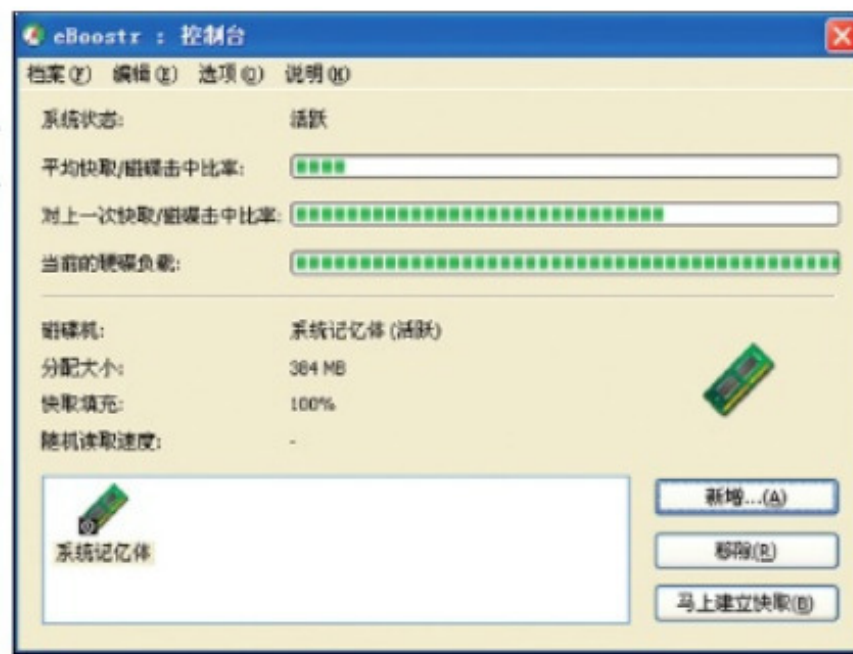 eBoostr : 控制台
档案(F) 编辑(E) 选项(O) 说明(H)
系统状态: 活跃
平均快取/磁碟击中比率:
对上一次快取/磁碟击中比率:
当前的硬碟负载:
磁碟机: 系统记忆体 (活跃)
分配大小: 384 MB
快取填充: 100%
随机读取速度: -
新增...(A)
系统记忆体
移除(R)
马上建立快取(B)